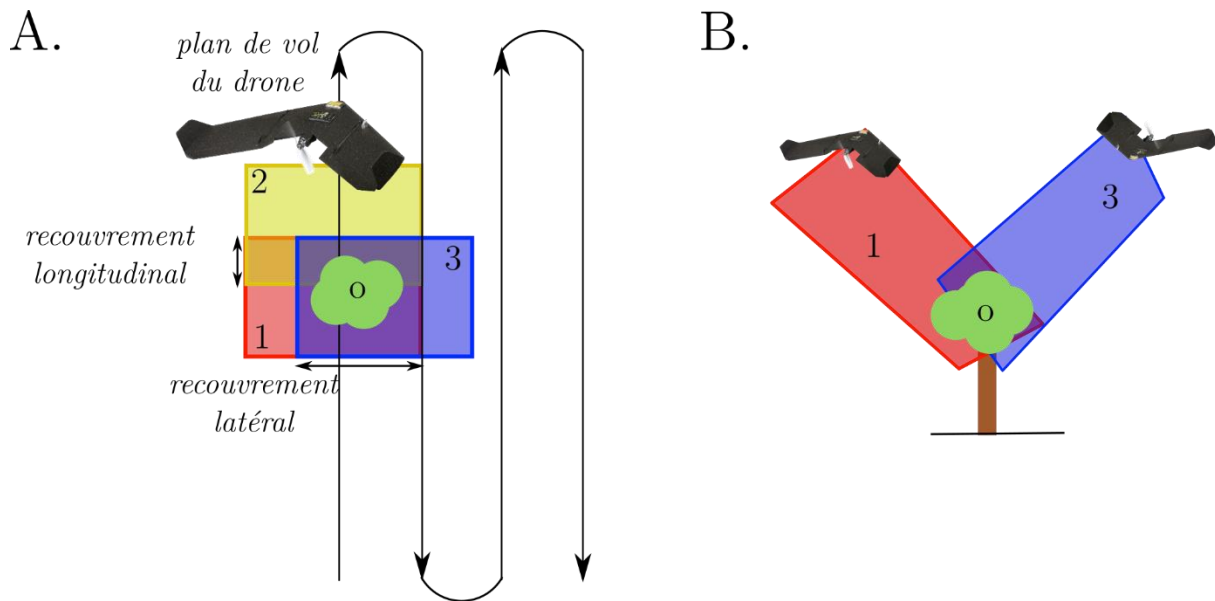 A.
plan de vol
du drone
2
recouvrement
longitudinal
3
o
1
recouvrement
latéral
B.
3
1
o